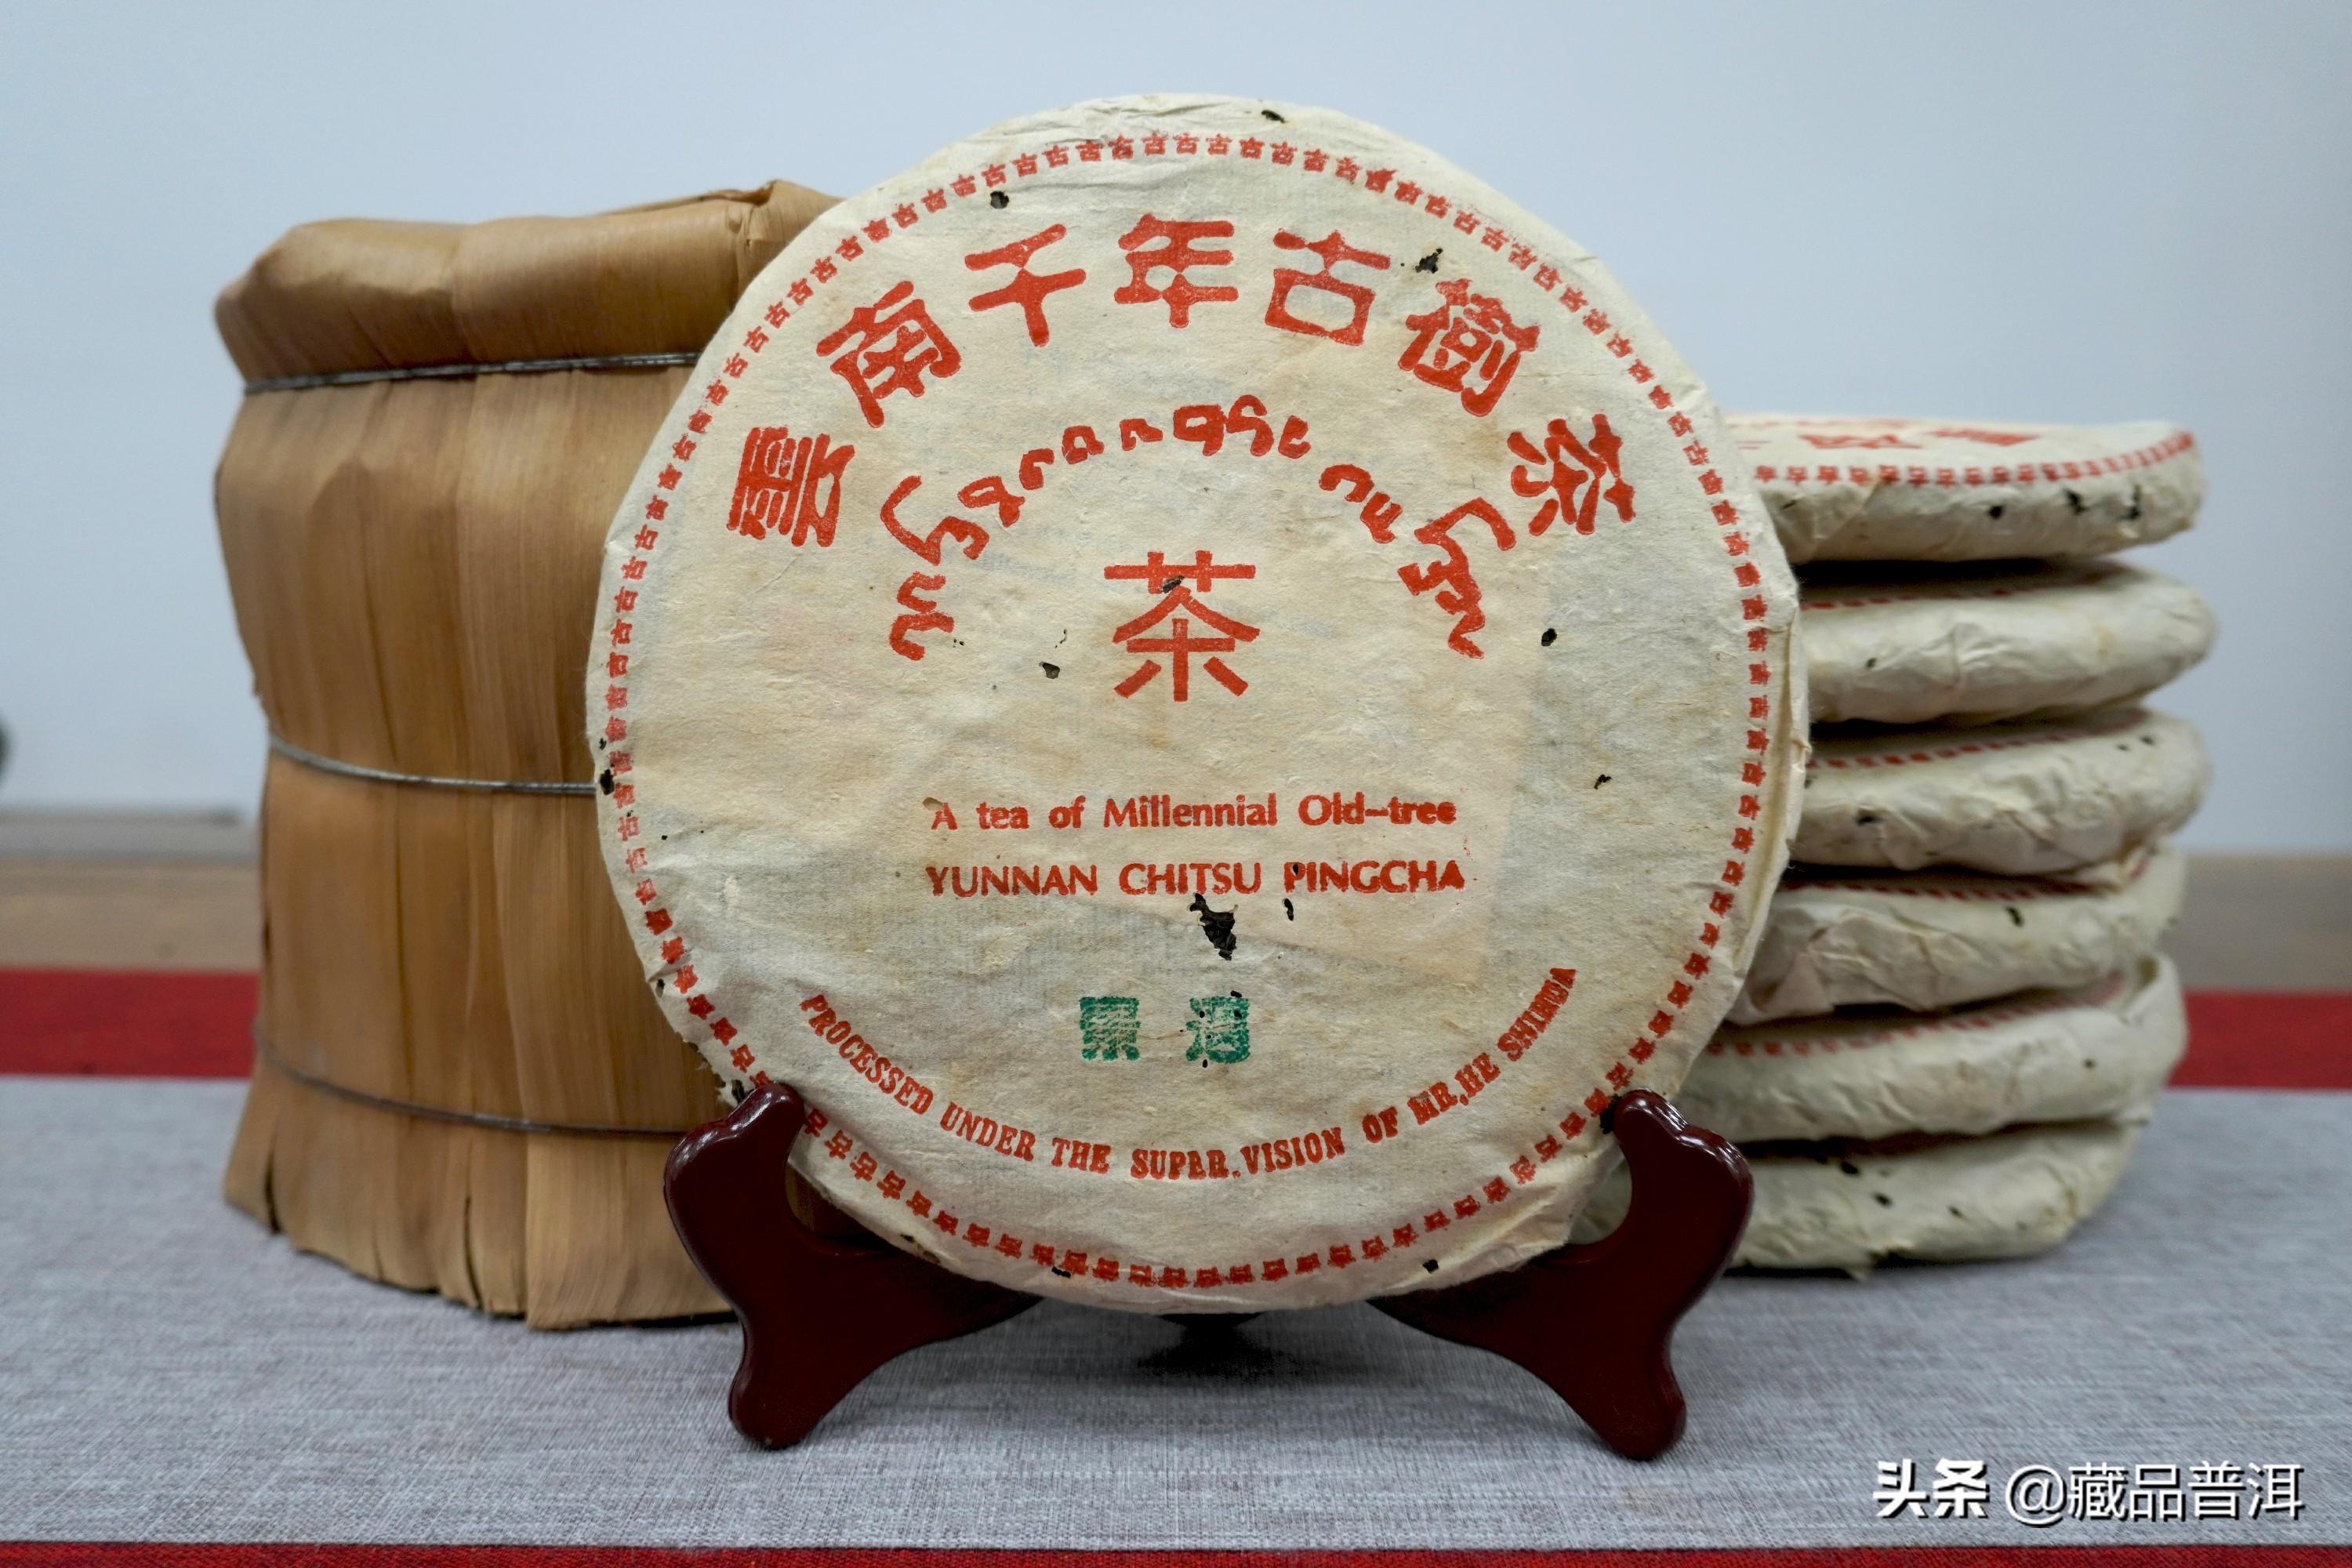 雲南千年古樹茶
茶
A tea of Millennial Old-tree
YUNNAN CHITSU PINGCHA
PROCESSED UNDER THE SUPAR.VISION OF MR,HE SHIHUA
头条 @藏品普洱